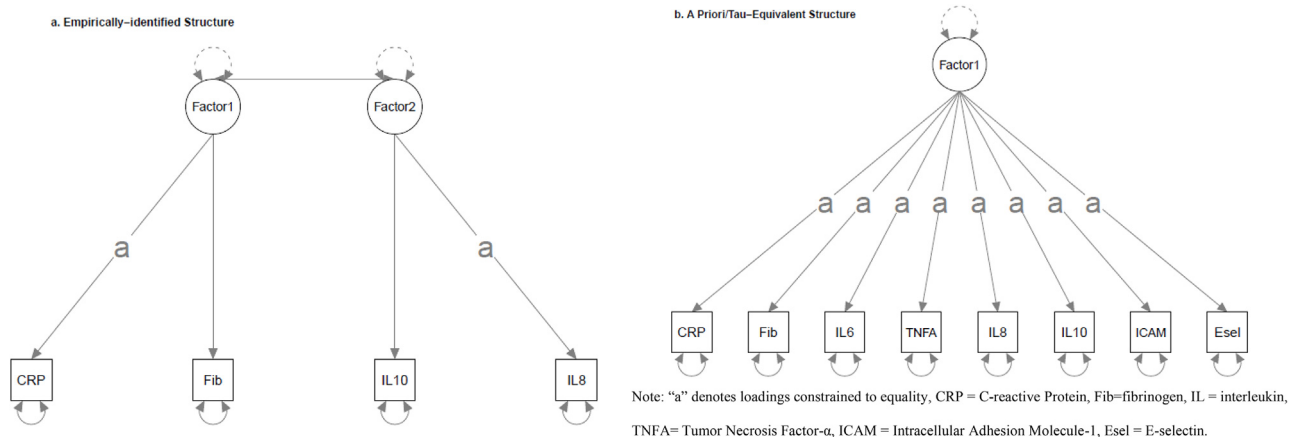 a. Empirically–identified Structure
Factor1 Factor2
a a
CRP Fib IL10 IL8
b. A Priori/Tau–Equivalent Structure
Factor1
a a a a a a a a
CRP Fib IL6 TNFA IL8 IL10 ICAM Esel
Note: “a” denotes loadings constrained to equality, CRP = C-reactive Protein, Fib=fibrinogen, IL = interleukin,
TNFA= Tumor Necrosis Factor-α, ICAM = Intracellular Adhesion Molecule-1, Esel = E-selectin.